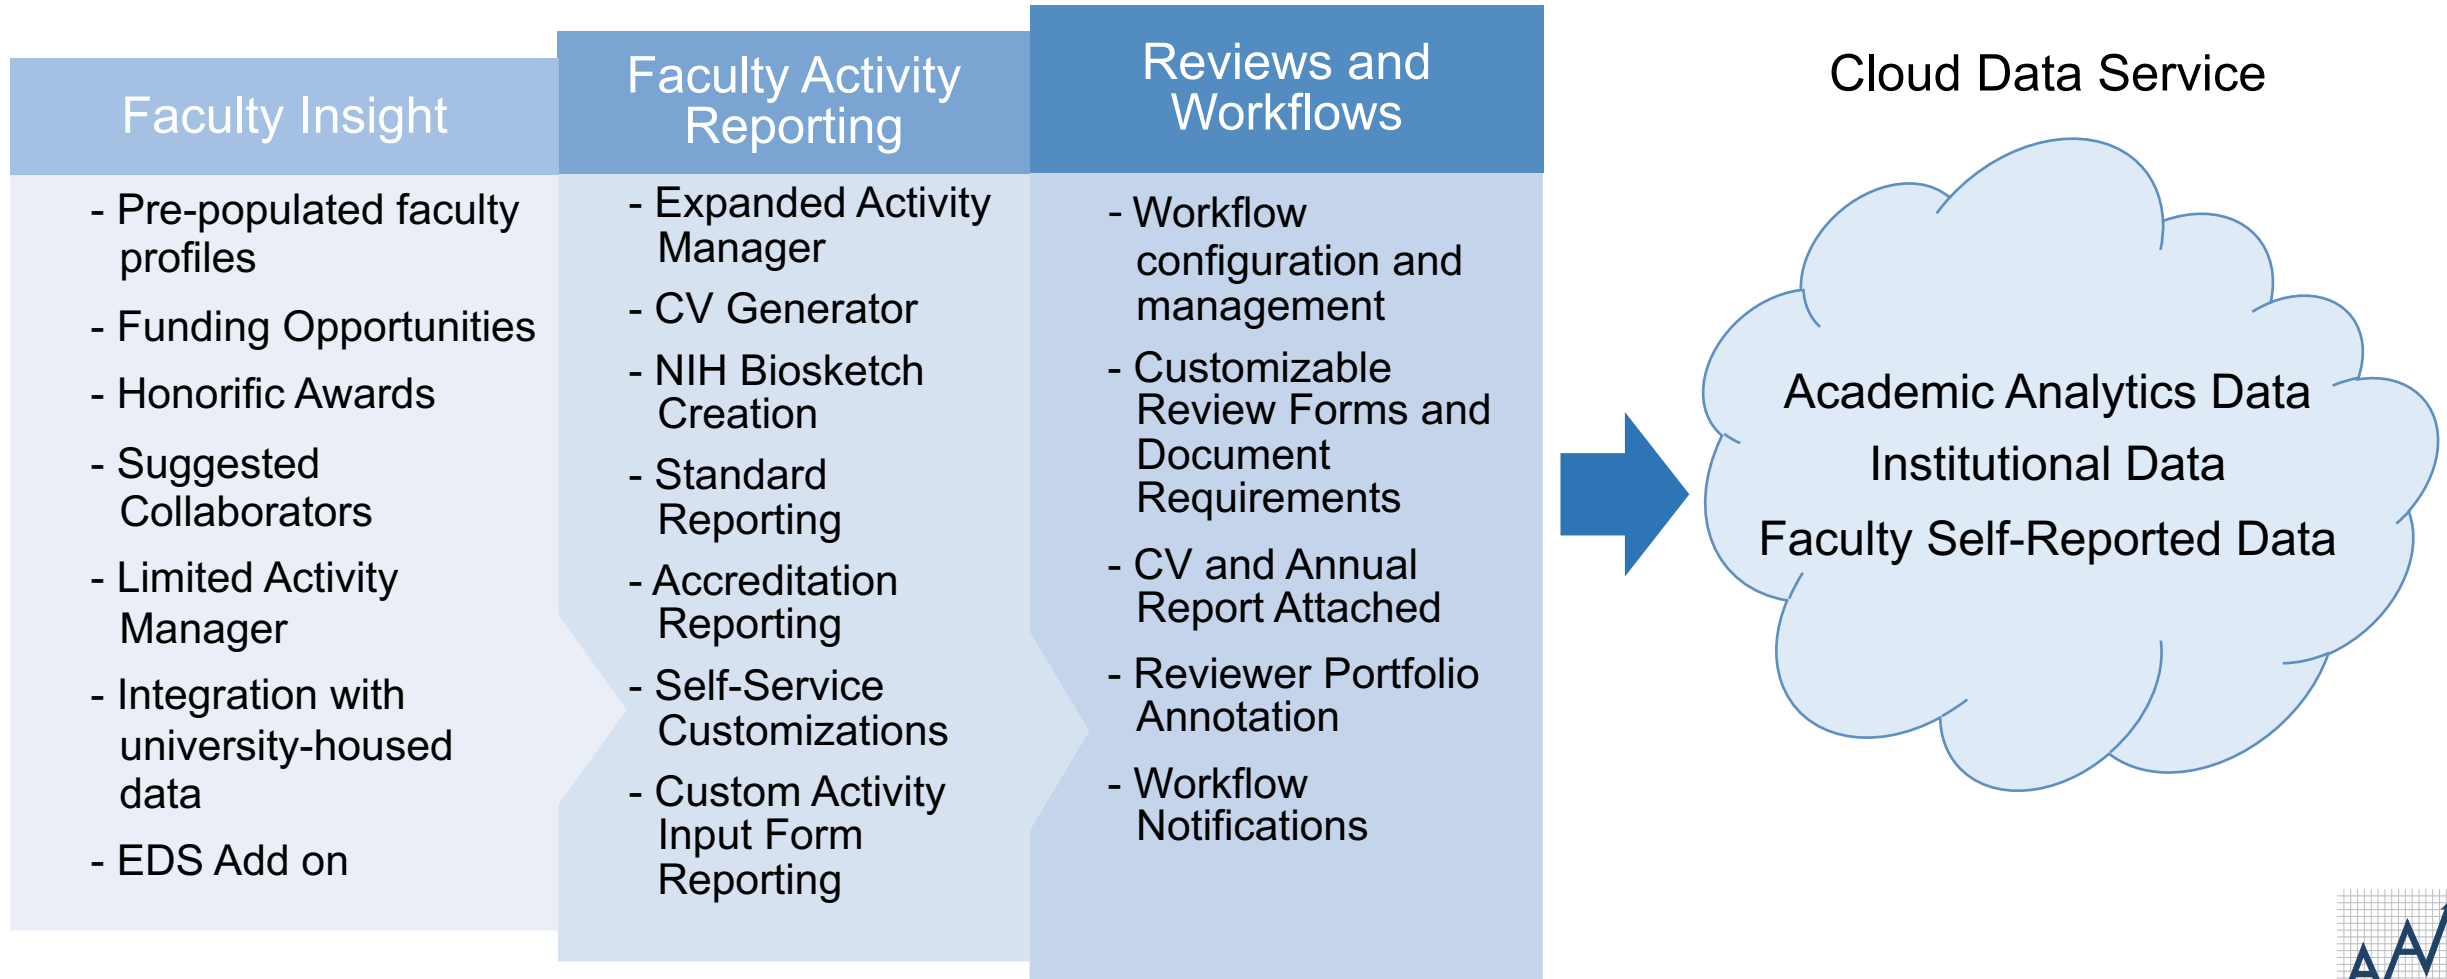 Faculty Insight
- Pre-populated faculty
profiles
- Funding Opportunities
- Honorific Awards
- Suggested
Collaborators
- Limited Activity
Manager
- Integration with
university-housed
data
- EDS Add on
Faculty Activity
Reporting
- Expanded Activity
Manager
- CV Generator
- NIH Biosketch
Creation
- Standard
Reporting
- Accreditation
Reporting
- Self-Service
Customizations
- Custom Activity
Input Form
Reporting
Reviews and
Workflows
- Workflow
configuration and
management
- Customizable
Review Forms and
Document
Requirements
- CV and Annual
Report Attached
- Reviewer Portfolio
Annotation
- Workflow
Notifications
Cloud Data Service
Academic Analytics Data
Institutional Data
Faculty Self-Reported Data